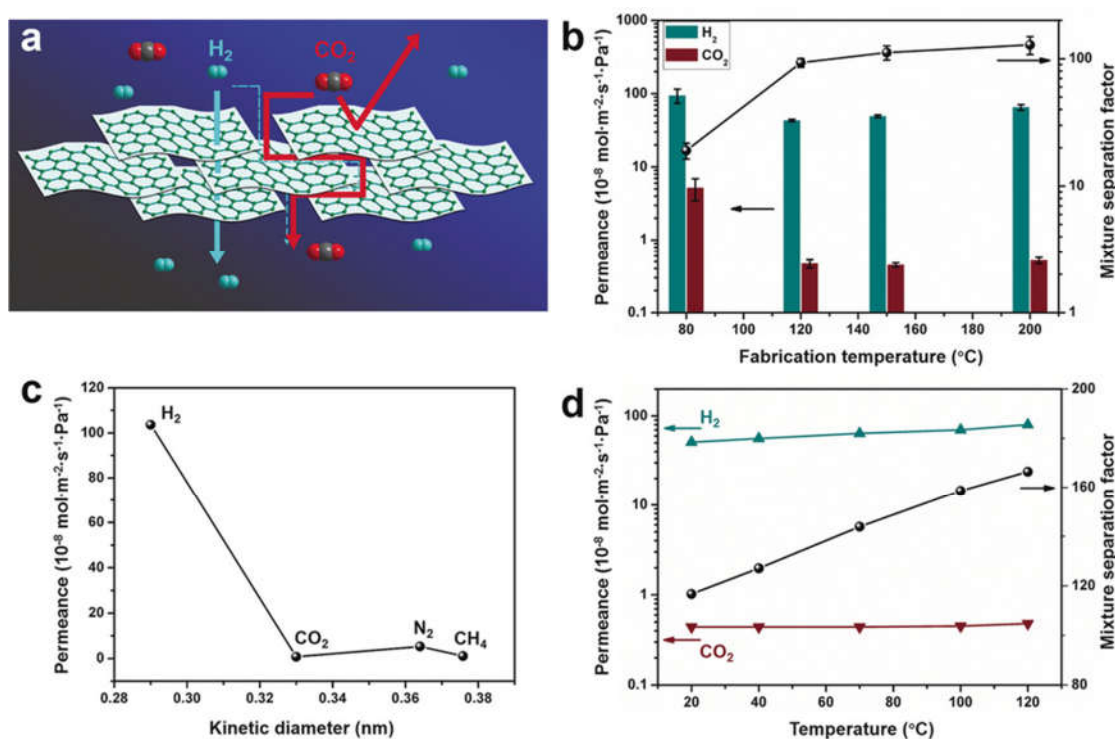 a
H2
CO2
b
H2
CO2
Permeance (10-8 mol·m-2·s-1·Pa-1)
1000
100
10
1
0.1
80
100
120
140
160
180
200
Fabrication temperature (°C)
100
10
1
Mixture separation factor
c
Permeance (10-8 mol·m-2·s-1·Pa-1)
120
100
80
60
40
20
0
H2
CO2
N2
CH4
0.28
0.30
0.32
0.34
0.36
0.38
Kinetic diameter (nm)
d
Permeance (10-8 mol·m-2·s-1·Pa-1)
100
10
1
0.1
H2
CO2
20
40
60
80
100
120
Temperature (°C)
200
160
120
80
Mixture separation factor